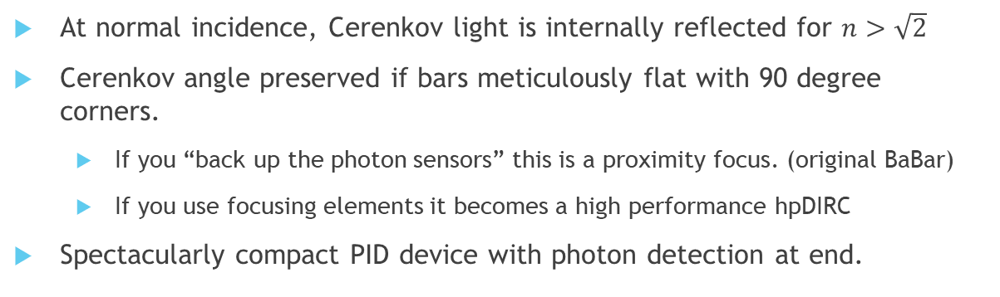 At normal incidence, Cerenkov light is internally reflected for n > √2
Cerenkov angle preserved if bars meticulously flat with 90 degree
corners.
If you “back up the photon sensors” this is a proximity focus. (original BaBar)
If you use focusing elements it becomes a high performance hpDIRC
Spectacularly compact PID device with photon detection at end.